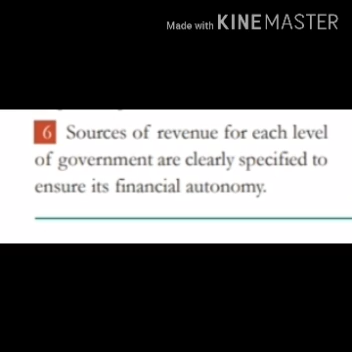 Made with KINEMASTER
6 Sources of revenue for each level
of government are clearly specified to
ensure its financial autonomy.